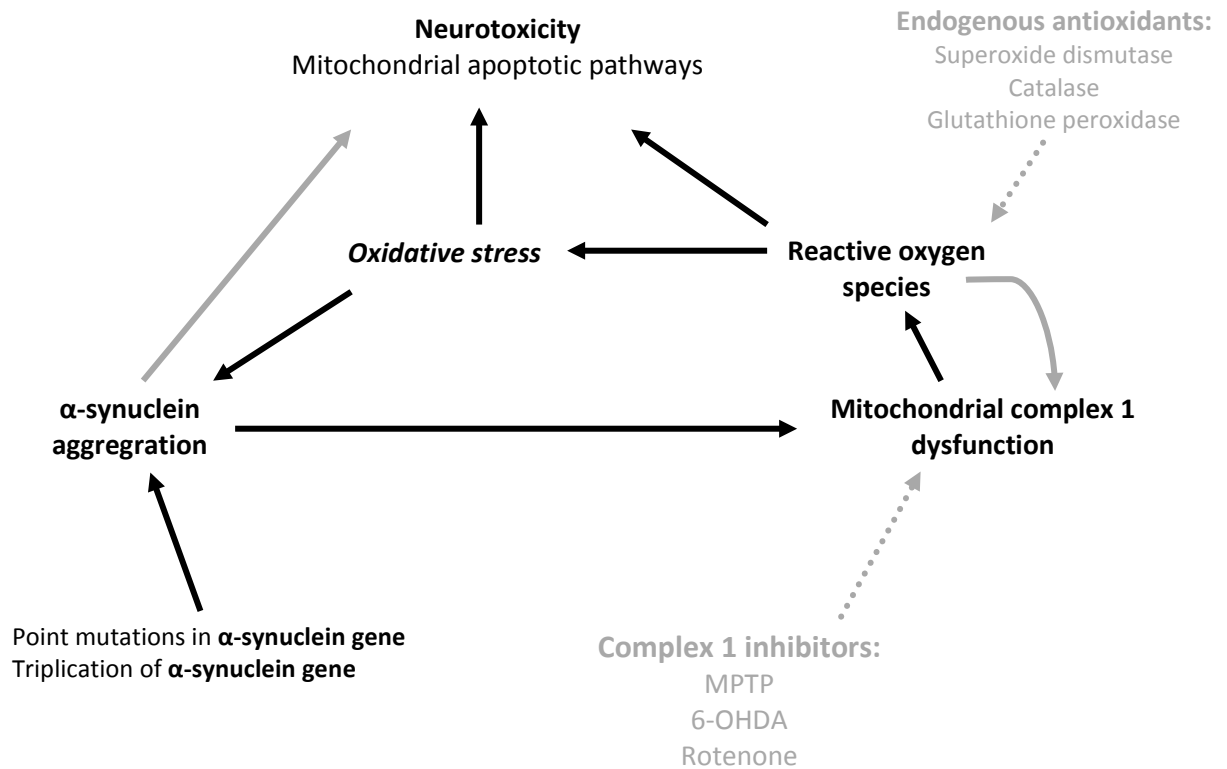 Neurotoxicity
Mitochondrial apoptotic pathways
Endogenous antioxidants:
Superoxide dismutase
Catalase
Glutathione peroxidase
Oxidative stress
Reactive oxygen
species
α-synuclein
aggregration
Mitochondrial complex 1
dysfunction
Point mutations in α-synuclein gene
Triplication of α-synuclein gene
Complex 1 inhibitors:
MPTP
6-OHDA
Rotenone